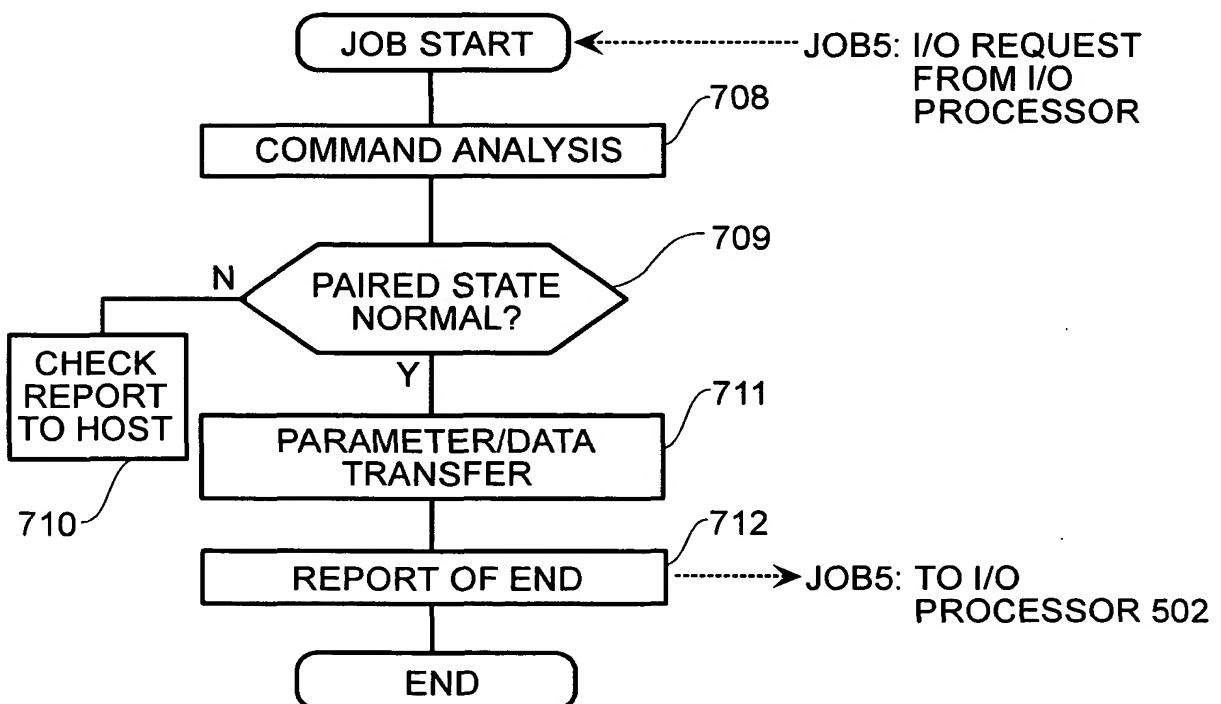 JOB START
JOB5: I/O REQUEST
FROM I/O
PROCESSOR
708
COMMAND ANALYSIS
709
N
PAIRED STATE
NORMAL?
CHECK
REPORT
TO HOST
Y
710
711
PARAMETER/DATA
TRANSFER
712
REPORT OF END
JOB5: TO I/O
PROCESSOR 502
END